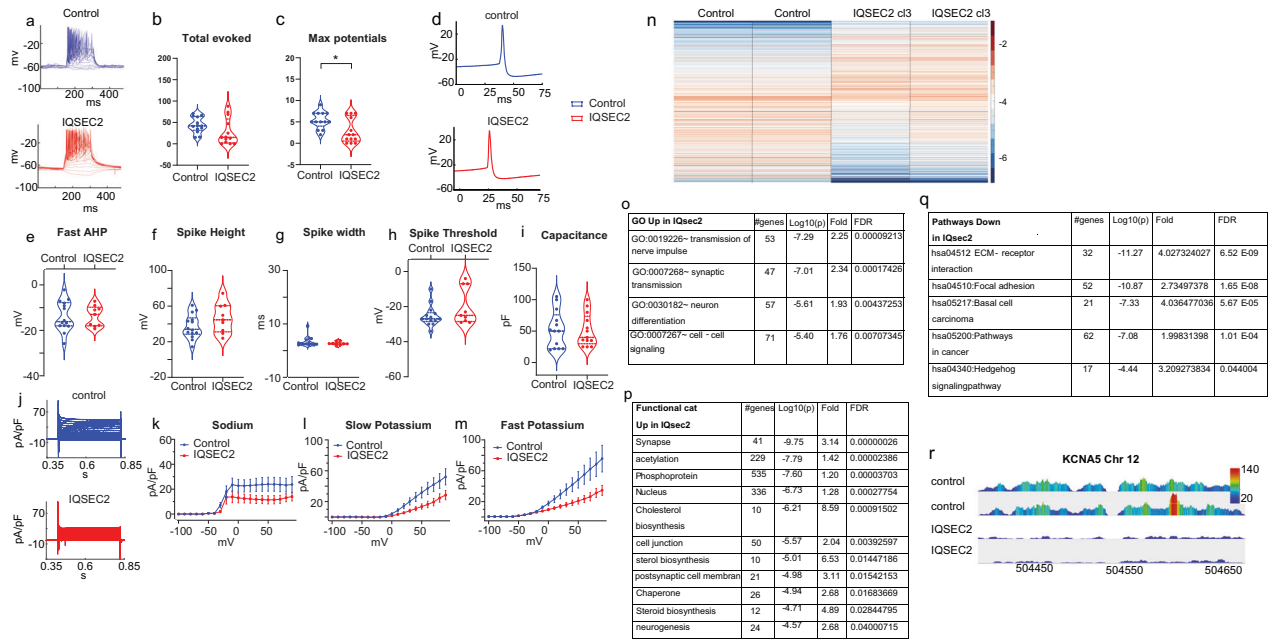 a
Control
mv
-20
-60
-100
200 400
ms
IQSEC2
mv
-20
-60
-100
200 400
ms
b
Total evoked
200
150
100
50
0
-50
Control IQSEC2
c
Max potentials
*
15
10
5
0
-5
Control IQSEC2
d
control
mV
20
-20
0 25 50 75
ms
IQSEC2
mV
20
-20
0 25 50 75
ms
Control
IQSEC2
e
Fast AHP
Control IQSEC2
mV
0
-20
-40
f
Spike Height
mV
100
80
60
40
20
Control IQSEC2
g
Spike width
ms
30
10
-10
Control IQSEC2
h
Spike Threshold
Control IQSEC2
mV
0
-20
-40
i
Capacitance
pF
150
100
50
0
Control IQSEC2
j
control
pA/pF
70
-10
0.35 0.6 0.85
s
IQSEC2
pA/pF
70
-10
0.35 0.6 0.85
s
k
Sodium
Control
IQSEC2
pA/pF
60
40
20
0
-100 -50 0 50
mV
l
Slow Potassium
Control
IQSEC2
pA/pF
100
80
60
40
20
0
-100 -50 0 50 100
mV
m
Fast Potassium
Control
IQSEC2
pA/pF
100
80
60
40
20
0
-100 -50 0 50 100
mV
n
Control Control IQSEC2 cl3 IQSEC2 cl3
-2
-4
-6
o
GO Up in IQsec2 #genes Log10(p) Fold FDR
GO:0019226~ transmission of nerve impulse 53 -7.29 2.25 0.00009213
GO:0007268~ synaptic transmission 47 -7.01 2.34 0.00017426
GO:0030182~ neuron differentiation 57 -5.61 1.93 0.00437253
GO:0007267~ cell - cell signaling 71 -5.40 1.76 0.00707345
p
Functional cat Up in IQsec2 #genes Log10(p) Fold FDR
Synapse 41 -9.75 3.14 0.00000026
acetylation 229 -7.79 1.42 0.00002386
Phosphoprotein 535 -7.60 1.20 0.00003703
Nucleus 336 -6.73 1.28 0.00027754
Cholesterol biosynthesis 10 -6.21 8.59 0.00091502
cell junction 50 -5.57 2.04 0.00392597
sterol biosynthesis 10 -5.01 6.53 0.01447186
postsynaptic cell membran 21 -4.98 3.11 0.01542153
Chaperone 26 -4.94 2.68 0.01683669
Steroid biosynthesis 12 -4.71 4.89 0.02844795
neurogenesis 24 -4.57 2.68 0.04000715
q
Pathways Down in IQsec2 #genes Log10(p) Fold FDR
hsa04512 ECM- receptor interaction 32 -11.27 4.027324027 6.52 E-09
hsa04510:Focal adhesion 52 -10.87 2.73497378 1.65 E-08
hsa05217:Basal cell carcinoma 21 -7.33 4.036477036 5.67 E-05
hsa05200:Pathways in cancer 62 -7.08 1.99831398 1.01 E-04
hsa04340:Hedgehog signalingpathway 17 -4.44 3.209273834 0.044004
r
KCNA5 Chr 12
140
20
control
control
IQSEC2
IQSEC2
504450 504550 504650